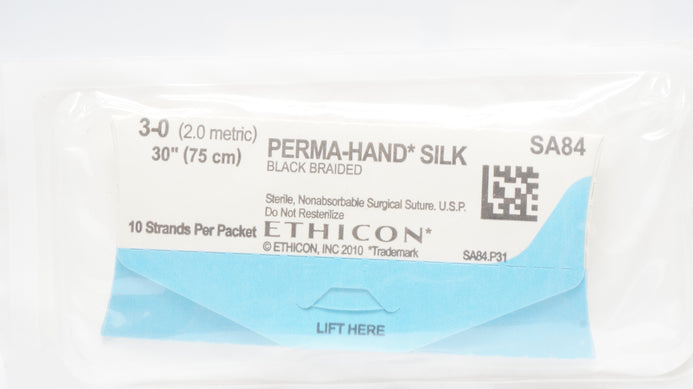 3-0 (2.0 metric)
30" (75 cm)
PERMA-HAND* SILK
BLACK BRAIDED
SA84
Sterile, Nonabsorbable Surgical Suture. U.S.P.
Do Not Resterilize
10 Strands Per Packet
ETHICON*
© ETHICON, INC 2010 *Trademark
SA84.P31
LIFT HERE